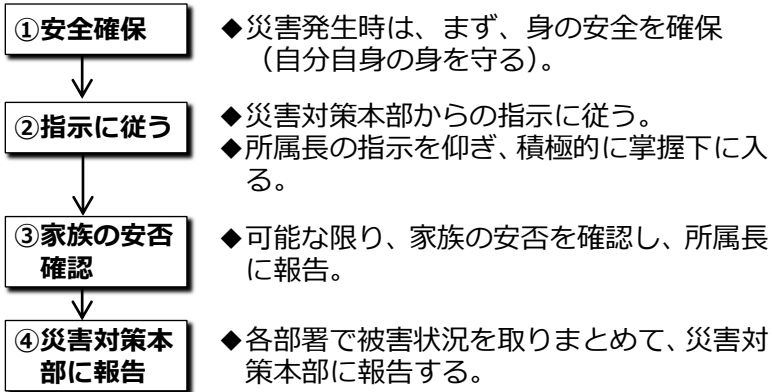 ①安全確保
◆災害発生時は、まず、身の安全を確保
（自分自身の身を守る）。
②指示に従う
◆災害対策本部からの指示に従う。
◆所属長の指示を仰ぎ、積極的に掌握下に入
る。
③家族の安否
確認
◆可能な限り、家族の安否を確認し、所属長
に報告。
④災害対策本
部に報告
◆各部署で被害状況を取りまとめて、災害対
策本部に報告する。